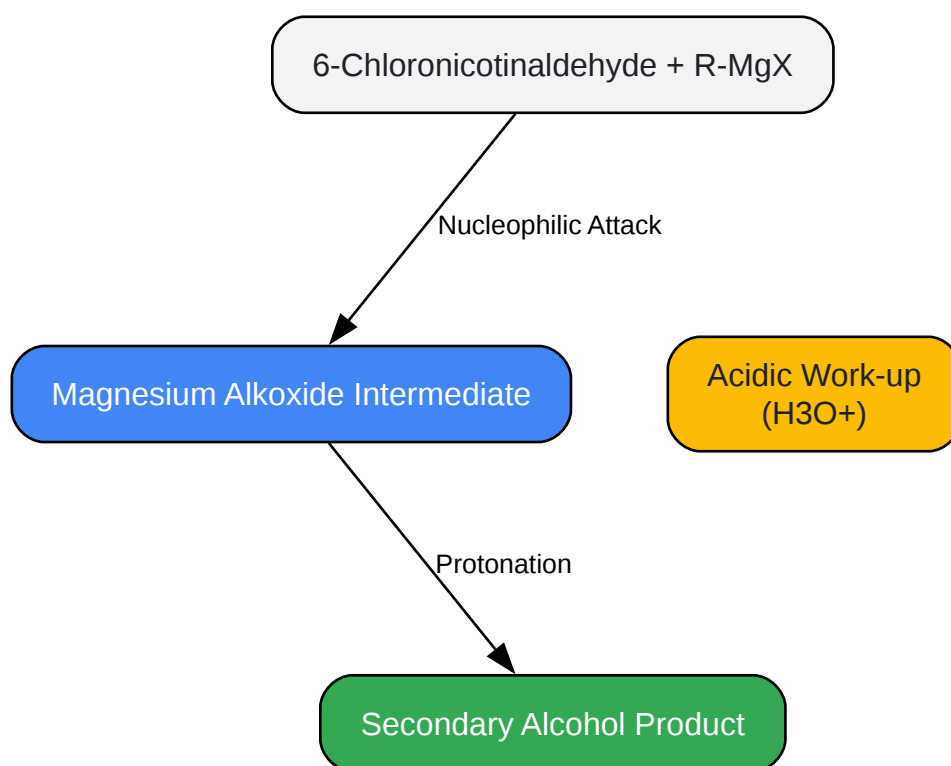 6-Chloronicotinaldehyde + R-MgX
Nucleophilic Attack
Magnesium Alkoxide Intermediate
Acidic Work-up
(H3O+)
Protonation
Secondary Alcohol Product